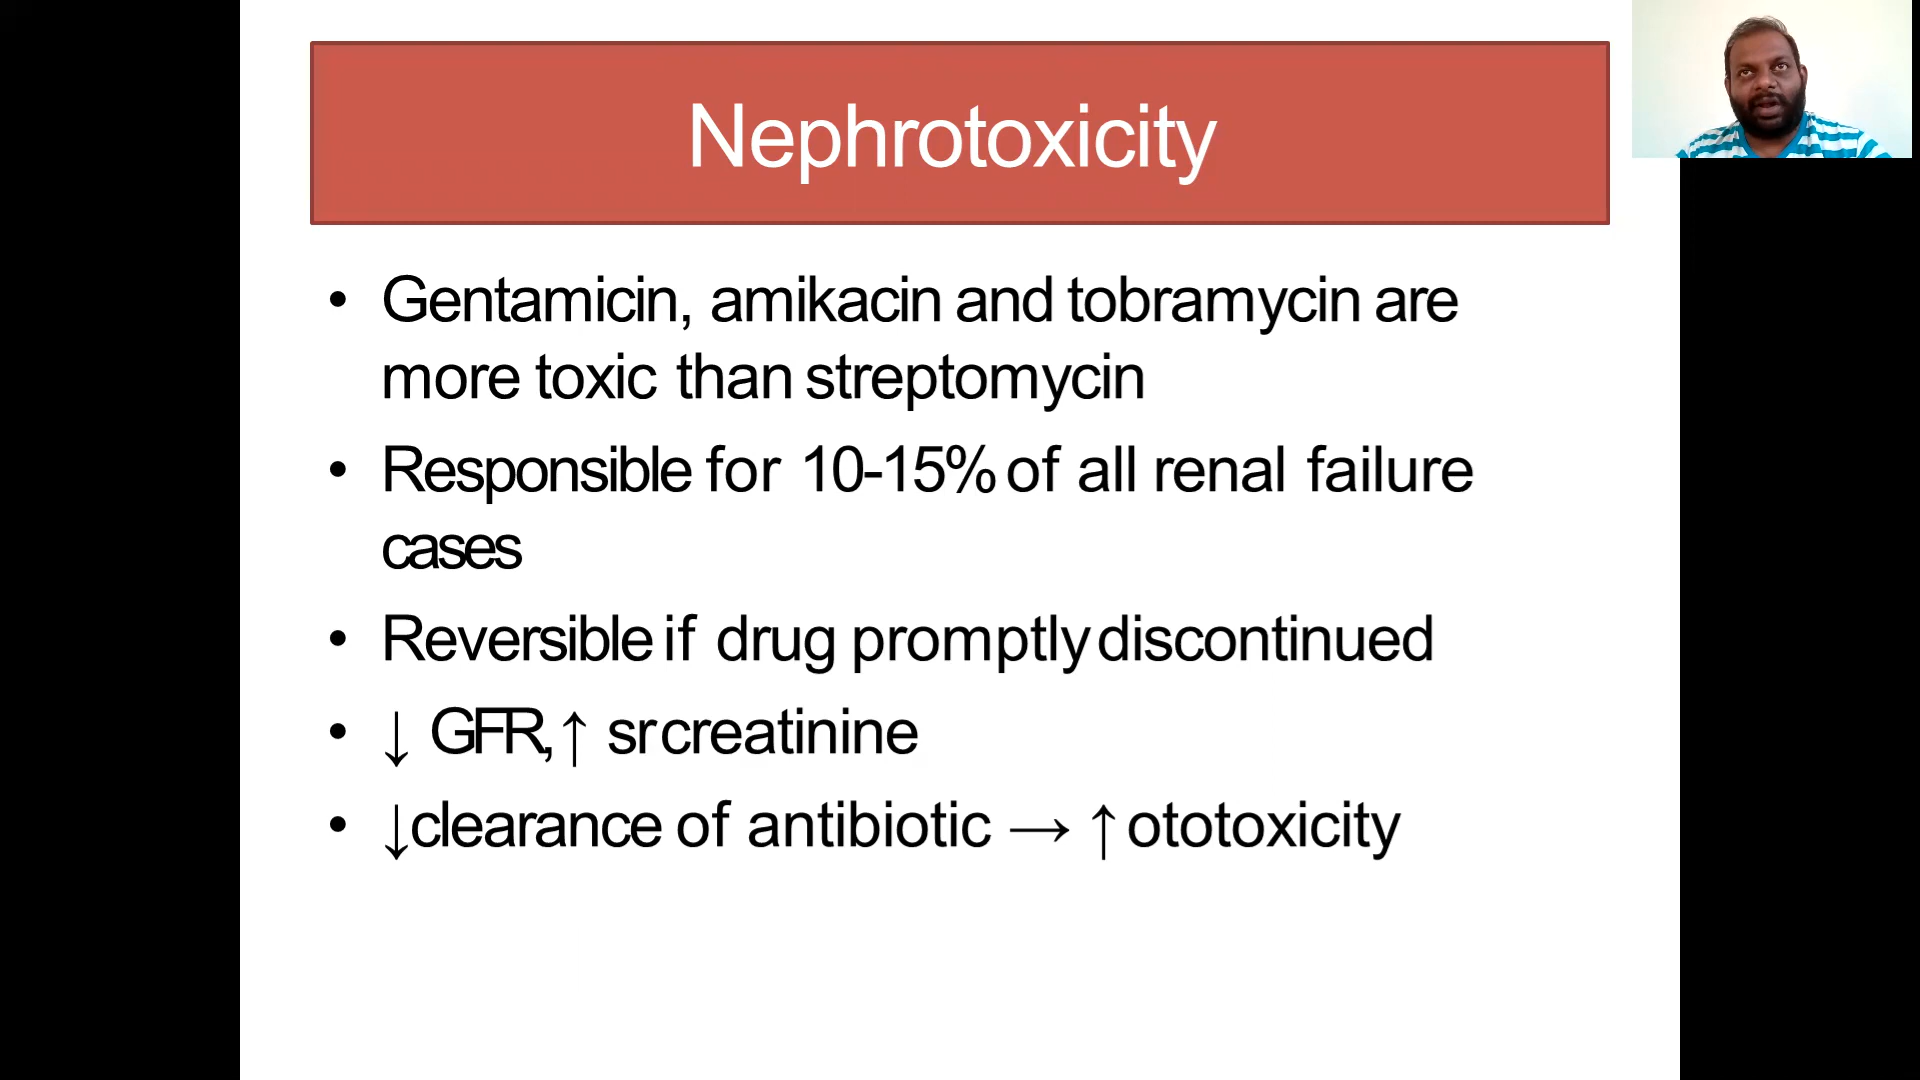 Nephrotoxicity
• Gentamicin, amikacin and tobramycin are
more toxic than streptomycin
• Responsible for 10-15% of all renal failure
cases
• Reversible if drug promptly discontinued
• ↓ GFR,↑ sr creatinine
• ↓clearance of antibiotic → ↑ ototoxicity